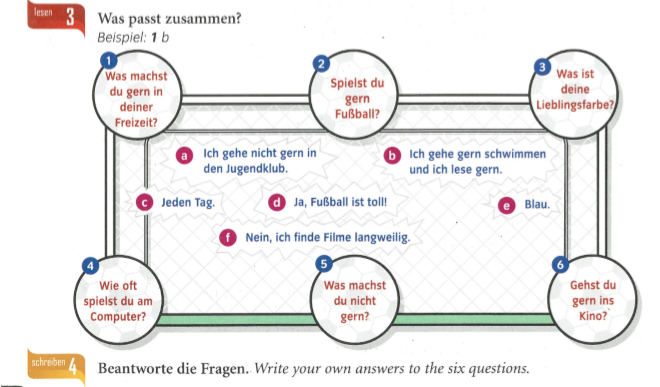 lesen 3
Was passt zusammen?
Beispiel: 1 b
1
Was machst
du gern in
deiner
Freizeit?
2
Spielst du
gern
Fußball?
3
Was ist
deine
Lieblingsfarbe?
a Ich gehe nicht gern in
den Jugendklub.
b Ich gehe gern schwimmen
und ich lese gern.
c Jeden Tag.
d Ja, Fußball ist toll!
e Blau.
f Nein, ich finde Filme langweilig.
4
Wie oft
spielst du am
Computer?
5
Was machst
du nicht
gern?
6
Gehst du
gern ins
Kino?
schreiben 4
Beantworte die Fragen. Write your own answers to the six questions.